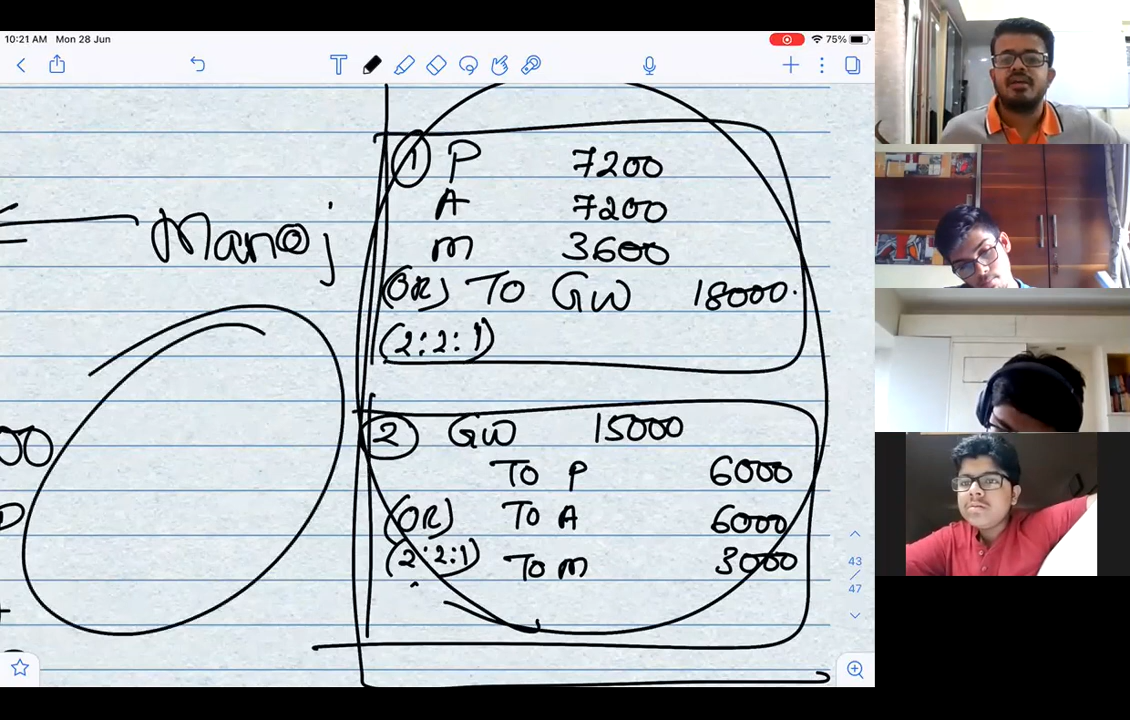 10:21 AM Mon 28 Jun
75%
T
Manoj
1 P 7200
A 7200
m 3600
(OR) TO GW 18000.
(2:2:1)
00
2 GW 15000
To P 6000
(OR) To A 6000
(2:2:1) To m 3000
43
/
47